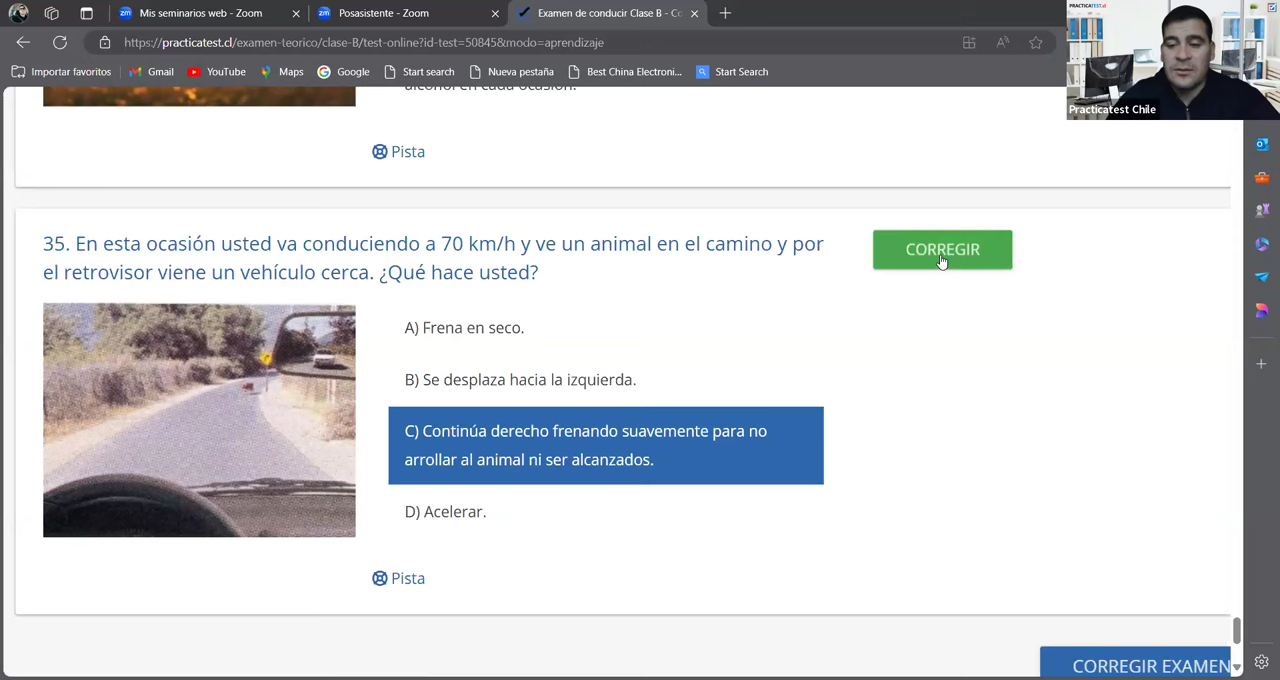 Mis seminarios web - Zoom
Posasistente - Zoom
Examen de conducir Clase B - Co
https://practicatest.cl/examen-teorico/clase-B/test-online?id-test=50845&modo=aprendizaje
Importar favoritos
Gmail
YouTube
Maps
Google
Start search
Nueva pestaña
Best China Electroni...
Start Search
PRACTICATEST.cl
Practicatest Chile
alcohol en cada ocasión.
Pista
35. En esta ocasión usted va conduciendo a 70 km/h y ve un animal en el camino y por
el retrovisor viene un vehículo cerca. ¿Qué hace usted?
CORREGIR
A) Frena en seco.
B) Se desplaza hacia la izquierda.
C) Continúa derecho frenando suavemente para no
arrollar al animal ni ser alcanzados.
D) Acelerar.
Pista
CORREGIR EXAMEN